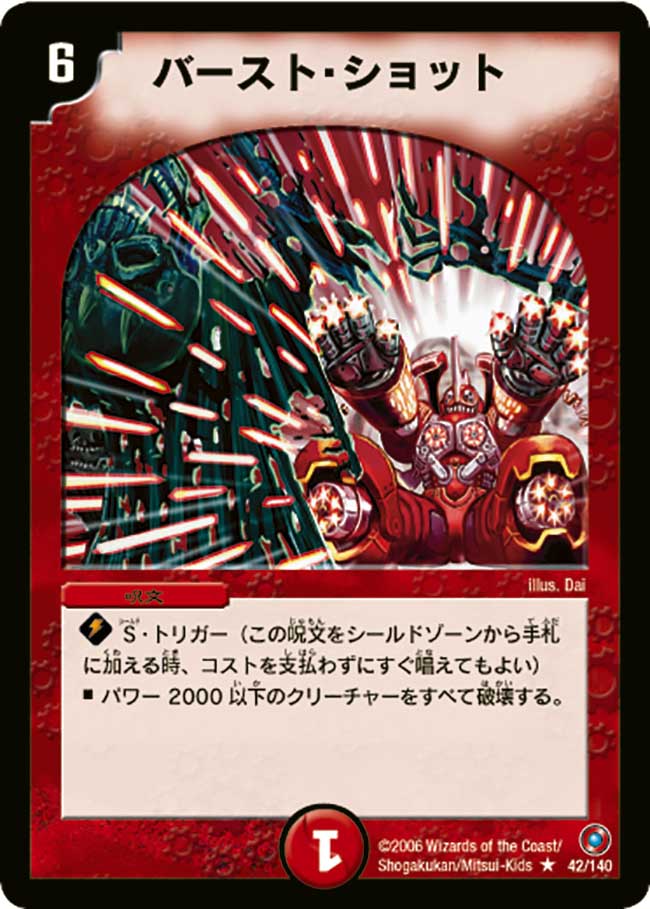 6
バースト・ショット
illus. Dai
呪文
S・トリガー（この呪文をシールドゾーンから手札
に加える時、コストを支払わずにすぐ唱えてもよい）
■ パワー 2000 以下のクリーチャーをすべて破壊する。
1
©2006 Wizards of the Coast/
Shogakukan/Mitsui-Kids ★ 42/140